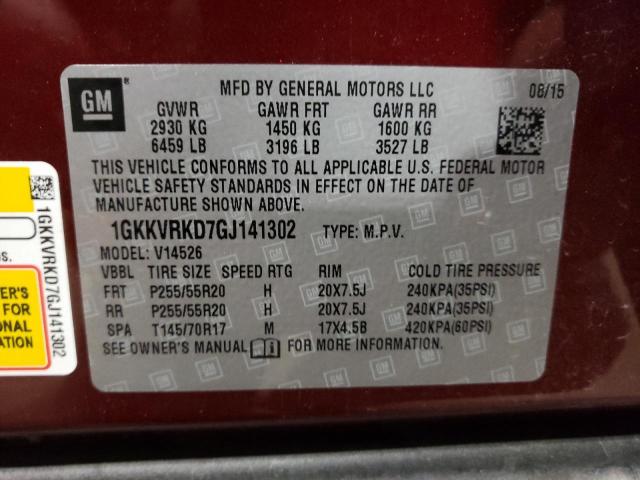 GM
MFD BY GENERAL MOTORS LLC 08/15
GVWR GAWR FRT GAWR RR
2930 KG 1450 KG 1600 KG
6459 LB 3196 LB 3527 LB
THIS VEHICLE CONFORMS TO ALL APPLICABLE U.S. FEDERAL MOTOR
VEHICLE SAFETY STANDARDS IN EFFECT ON THE DATE OF
MANUFACTURE SHOWN ABOVE.
1GKKVRKD7GJ141302 TYPE: M.P.V.
MODEL: V14526
VBBL TIRE SIZE SPEED RTG RIM COLD TIRE PRESSURE
FRT P255/55R20 H 20X7.5J 240KPA(35PSI)
RR P255/55R20 H 20X7.5J 240KPA(35PSI)
SPA T145/70R17 M 17X4.5B 420KPA(60PSI)
SEE OWNER'S MANUAL FOR MORE INFORMATION.
1GKKVRKD7GJ141302
FOR